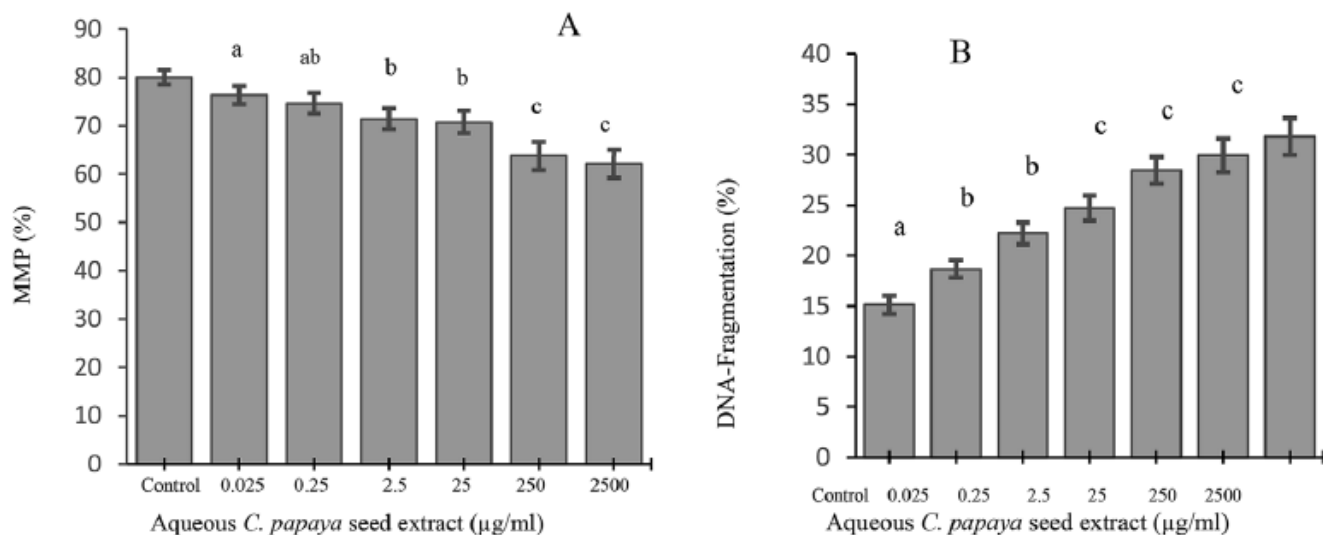 A
90
80
70
60
50
40
30
20
10
0
MMP (%)
a ab b b c c
Control 0.025 0.25 2.5 25 250 2500
Aqueous C. papaya seed extract (µg/ml)
B
40
35
30
25
20
15
10
5
0
DNA-Fragmentation (%)
a b b c c c
Control 0.025 0.25 2.5 25 250 2500
Aqueous C. papaya seed extract (µg/ml)